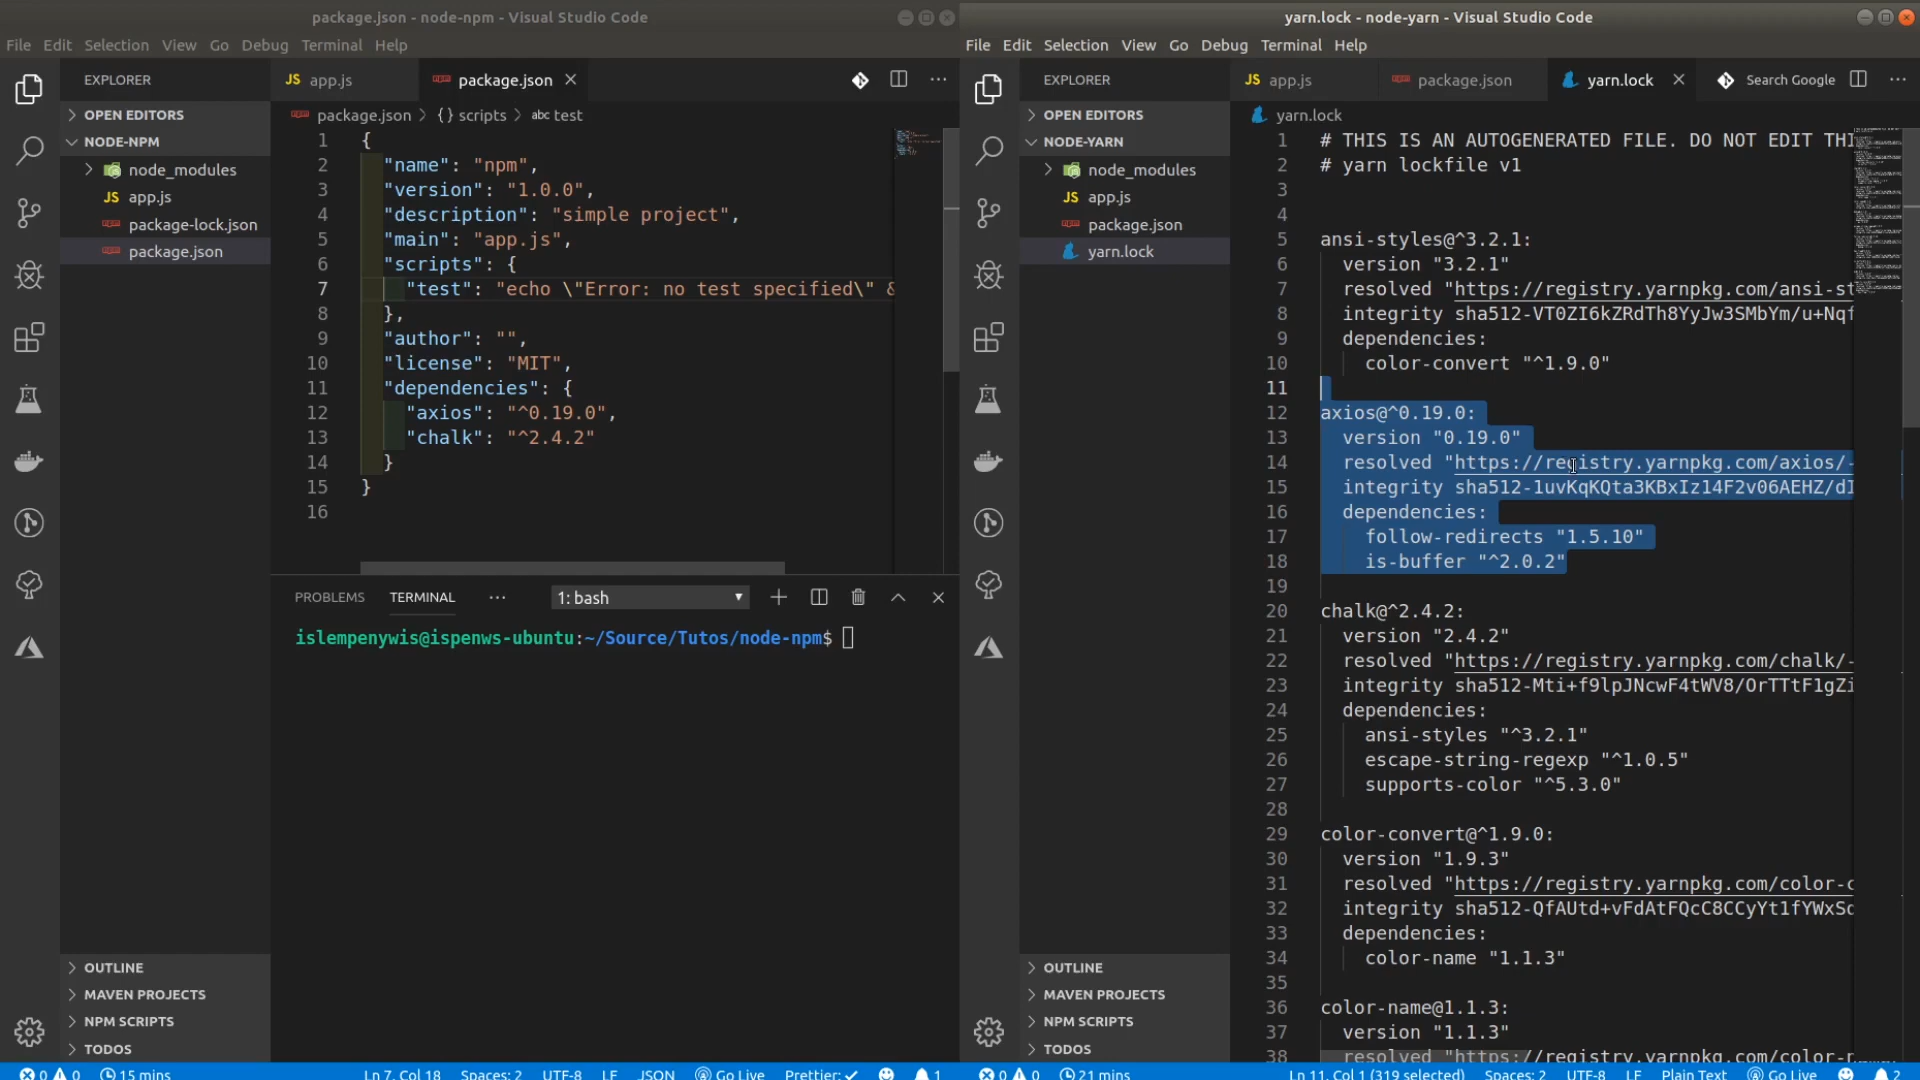 package.json - node-npm - Visual Studio Code
File Edit Selection View Go Debug Terminal Help
EXPLORER
OPEN EDITORS
NODE-NPM
node_modules
JS app.js
package-lock.json
package.json
OUTLINE
MAVEN PROJECTS
NPM SCRIPTS
TODOS
JS app.js
package.json
package.json > {} scripts > abc test
1 {
2 "name": "npm",
3 "version": "1.0.0",
4 "description": "simple project",
5 "main": "app.js",
6 "scripts": {
7 "test": "echo \"Error: no test specified\" &
8 },
9 "author": "",
10 "license": "MIT",
11 "dependencies": {
12 "axios": "^0.19.0",
13 "chalk": "^2.4.2"
14 }
15 }
16
PROBLEMS TERMINAL ... 1: bash
islempenywis@ispenws-ubuntu:~/Source/Tutos/node-npm$
0 0 15 mins Ln 7, Col 18 Spaces: 2 UTF-8 LF JSON Go Live Prettier: 1
yarn.lock - node-yarn - Visual Studio Code
File Edit Selection View Go Debug Terminal Help
EXPLORER
OPEN EDITORS
NODE-YARN
node_modules
JS app.js
package.json
yarn.lock
OUTLINE
MAVEN PROJECTS
NPM SCRIPTS
TODOS
JS app.js
package.json
yarn.lock
Search Google
yarn.lock
1 # THIS IS AN AUTOGENERATED FILE. DO NOT EDIT THI
2 # yarn lockfile v1
3
4
5 ansi-styles@^3.2.1:
6 version "3.2.1"
7 resolved "https://registry.yarnpkg.com/ansi-st
8 integrity sha512-VT0ZI6kZRdTh8YyJw3SMbYm/u+Nqf
9 dependencies:
10 color-convert "^1.9.0"
11
12 axios@^0.19.0:
13 version "0.19.0"
14 resolved "https://registry.yarnpkg.com/axios/-
15 integrity sha512-1uvKqKQta3KBxIz14F2v06AEHZ/dI
16 dependencies:
17 follow-redirects "1.5.10"
18 is-buffer "^2.0.2"
19
20 chalk@^2.4.2:
21 version "2.4.2"
22 resolved "https://registry.yarnpkg.com/chalk/-
23 integrity sha512-Mti+f9lpJNcwF4tWV8/OrTTtF1gZi
24 dependencies:
25 ansi-styles "^3.2.1"
26 escape-string-regexp "^1.0.5"
27 supports-color "^5.3.0"
28
29 color-convert@^1.9.0:
30 version "1.9.3"
31 resolved "https://registry.yarnpkg.com/color-c
32 integrity sha512-QfAUtd+vFdAtFQcC8CCyYt1fYWxSc
33 dependencies:
34 color-name "1.1.3"
35
36 color-name@1.1.3:
37 version "1.1.3"
38 resolved "https://registry.yarnpkg.com/color-n
0 0 21 mins Ln 11, Col 1 (319 selected) Spaces: 2 UTF-8 LF Plain Text Go Live 2